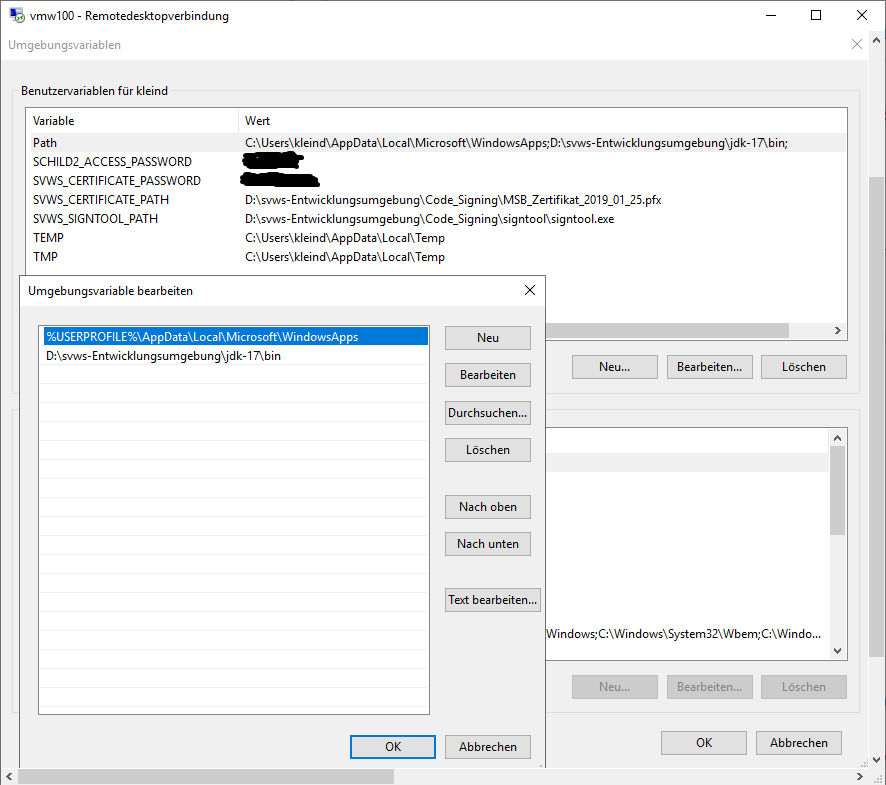 vmw100 - Remotedesktopverbindung
Umgebungsvariablen
Benutzervariablen für kleind
Variable Wert
Path C:\Users\kleind\AppData\Local\Microsoft\WindowsApps;D:\svws-Entwicklungsumgebung\jdk-17\bin;
SCHILD2_ACCESS_PASSWORD
SVWS_CERTIFICATE_PASSWORD
SVWS_CERTIFICATE_PATH D:\svws-Entwicklungsumgebung\Code_Signing\MSB_Zertifikat_2019_01_25.pfx
SVWS_SIGNTOOL_PATH D:\svws-Entwicklungsumgebung\Code_Signing\signtool\signtool.exe
TEMP C:\Users\kleind\AppData\Local\Temp
TMP C:\Users\kleind\AppData\Local\Temp
Neu... Bearbeiten... Löschen
Umgebungsvariable bearbeiten
%USERPROFILE%\AppData\Local\Microsoft\WindowsApps
D:\svws-Entwicklungsumgebung\jdk-17\bin
Neu
Bearbeiten
Durchsuchen...
Löschen
Nach oben
Nach unten
Text bearbeiten...
OK Abbrechen
Windows;C:\Windows\System32\Wbem;C:\Windo...
Neu... Bearbeiten... Löschen
OK Abbrechen